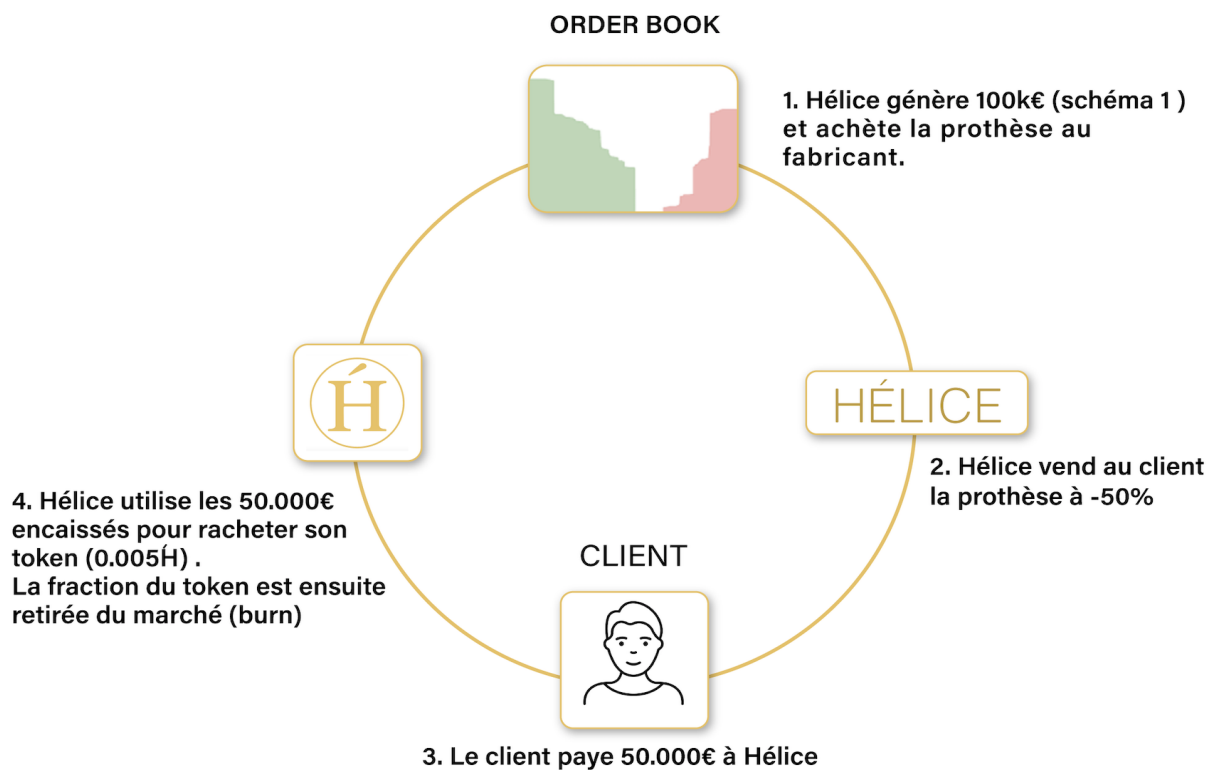 ORDER BOOK
1. Hélice génère 100k€ (schéma 1 )
et achète la prothèse au
fabricant.
HÉLICE
2. Hélice vend au client
la prothèse à -50%
Ḣ́
4. Hélice utilise les 50.000€
encaissés pour racheter son
token (0.005H́) .
La fraction du token est ensuite
retirée du marché (burn)
CLIENT
3. Le client paye 50.000€ à Hélice